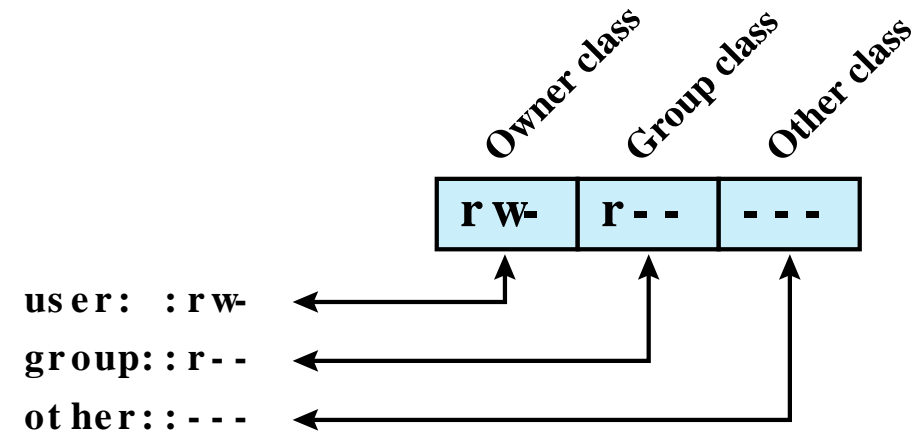 Owner class
Group class
Other class
rw- r-- ---
user: :rw-
group::r--
other::---